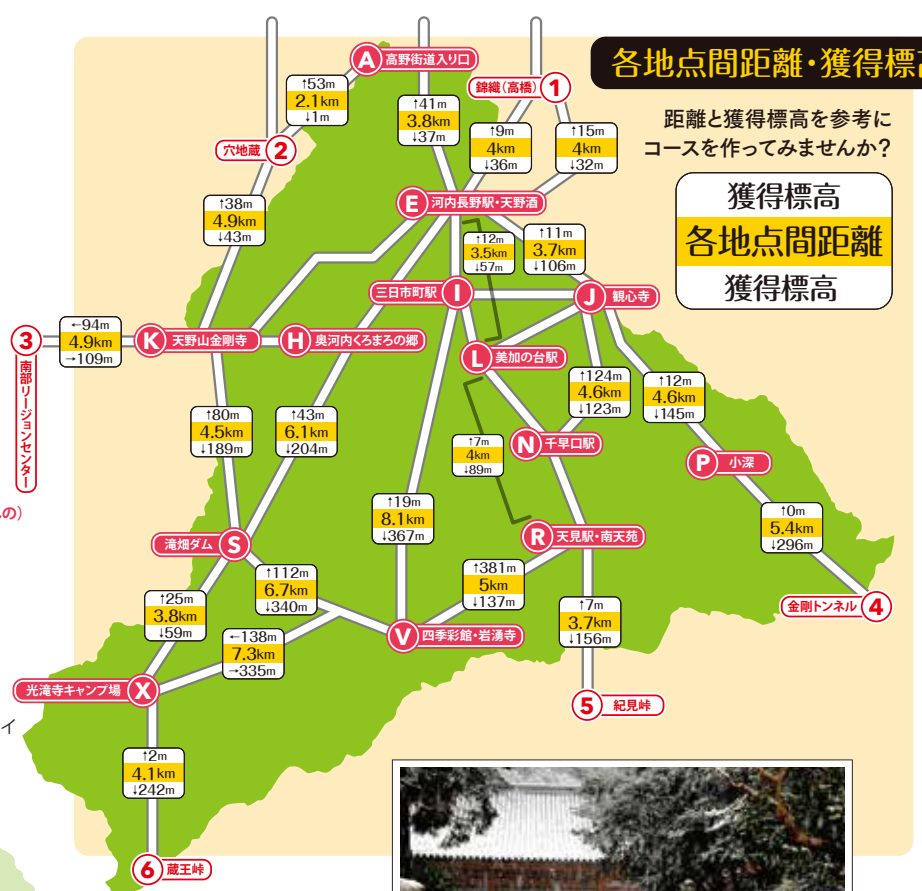 各地点間距離・獲得標高
距離と獲得標高を参考に
コースを作ってみませんか?
獲得標高
各地点間距離
獲得標高
A 高野街道入り口
錦織(高橋) 1
↑53m
2.1km
↓1m
↑41m
3.8km
↓37m
↑9m
4km
↓36m
↑15m
4km
↓32m
穴地蔵 2
↑38m
4.9km
↓43m
E 河内長野駅・天野酒
↑12m
3.5km
↓57m
↑11m
3.7km
↓106m
三日市町駅 I
J 観心寺
3 南部リージョンセンター
←94m
4.9km
→109m
K 天野山金剛寺
H 奥河内くろまろの郷
L 美加の台駅
↑124m
4.6km
↓123m
↑12m
4.6km
↓145m
↑80m
4.5km
↓189m
↑43m
6.1km
↓204m
↑7m
4km
↓89m
N 千早口駅
P 小深
の)
↑19m
8.1km
↓367m
↑0m
5.4km
↓296m
滝畑ダム S
R 天見駅・南天苑
↑112m
6.7km
↓340m
↑381m
5km
↓137m
↑25m
3.8km
↓59m
↑7m
3.7km
↓156m
金剛トンネル 4
←138m
7.3km
→335m
V 四季彩館・岩湧寺
光滝寺キャンプ場 X
5 紀見峠
イ
↑2m
4.1km
↓242m
6 蔵王峠